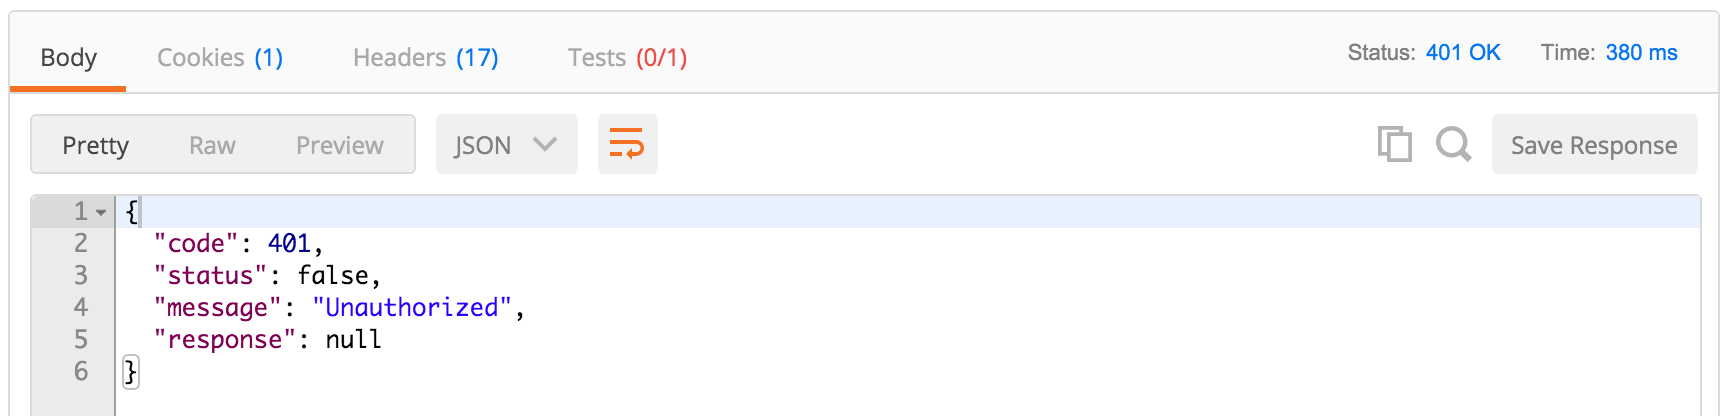 Body Cookies (1) Headers (17) Tests (0/1) Status: 401 OK Time: 380 ms
Pretty Raw Preview JSON Save Response
1 {
2 "code": 401,
3 "status": false,
4 "message": "Unauthorized",
5 "response": null
6 }